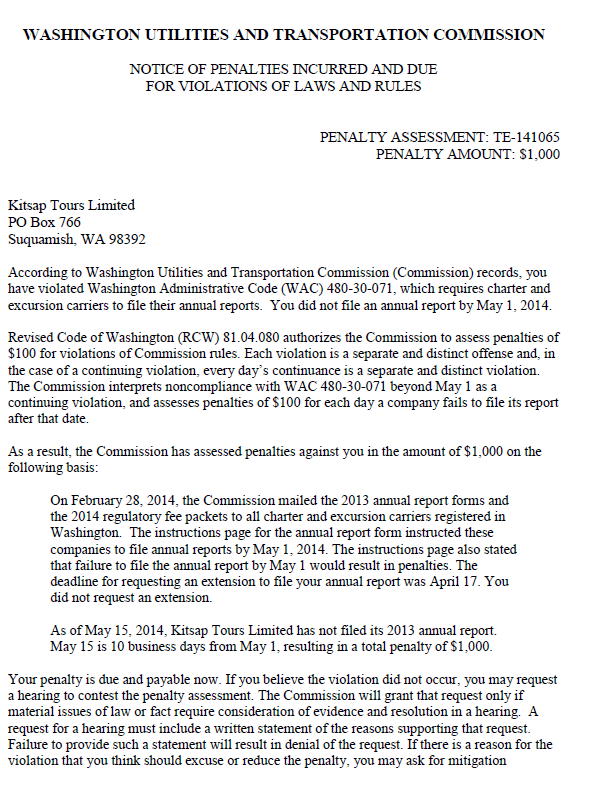 WASHINGTON UTILITIES AND TRANSPORTATION COMMISSION
NOTICE OF PENALTIES INCURRED AND DUE
FOR VIOLATIONS OF LAWS AND RULES
PENALTY ASSESSMENT: TE-141065
PENALTY AMOUNT: $1,000
Kitsap Tours Limited
PO Box 766
Suquamish, WA 98392
According to Washington Utilities and Transportation Commission (Commission) records, you
have violated Washington Administrative Code (WAC) 480-30-071, which requires charter and
excursion carriers to file their annual reports.  You did not file an annual report by May 1, 2014.
Revised Code of Washington (RCW) 81.04.080 authorizes the Commission to assess penalties of
$100 for violations of Commission rules. Each violation is a separate and distinct offense and, in
the case of a continuing violation, every day's continuance is a separate and distinct violation.
The Commission interprets noncompliance with WAC 480-30-071 beyond May 1 as a
continuing violation, and assesses penalties of $100 for each day a company fails to file its report
after that date.
As a result, the Commission has assessed penalties against you in the amount of $1,000 on the
following basis:
On February 28, 2014, the Commission mailed the 2013 annual report forms and
the 2014 regulatory fee packets to all charter and excursion carriers registered in
Washington.  The instructions page for the annual report form instructed these
companies to file annual reports by May 1, 2014. The instructions page also stated
that failure to file the annual report by May 1 would result in penalties. The
deadline for requesting an extension to file your annual report was April 17. You
did not request an extension.
As of May 15, 2014, Kitsap Tours Limited has not filed its 2013 annual report.
May 15 is 10 business days from May 1, resulting in a total penalty of $1,000.
Your penalty is due and payable now. If you believe the violation did not occur, you may request
a hearing to contest the penalty assessment. The Commission will grant that request only if
material issues of law or fact require consideration of evidence and resolution in a hearing.  A
request for a hearing must include a written statement of the reasons supporting that request.
Failure to provide such a statement will result in denial of the request. If there is a reason for the
violation that you think should excuse or reduce the penalty, you may ask for mitigation